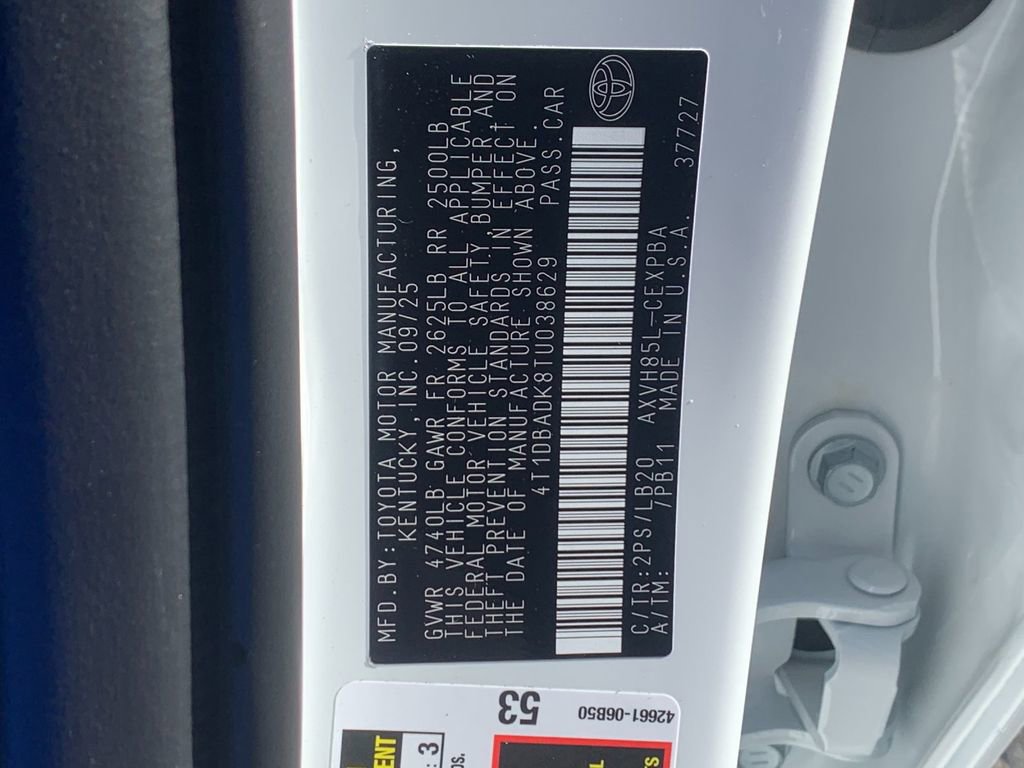 MFD.BY:TOYOTA MOTOR MANUFACTURING,
KENTUCKY, INC. 09/25
GVWR 4740LB GAWR FR 2625LB RR 2500LB
THIS VEHICLE CONFORMS TO ALL APPLICABLE
FEDERAL MOTOR VEHICLE SAFETY, BUMPER, AND
THEFT PREVENTION STANDARDS IN EFFECT ON
THE DATE OF MANUFACTURE SHOWN ABOVE.
4T1DBADK8TU038629 PASS.CAR
C/TR:2PS/LB20 AXVH85L-CEXPBA
A/TM: /PB11 MADE IN U.S.A. 37727
53
42661-06B50
: 3